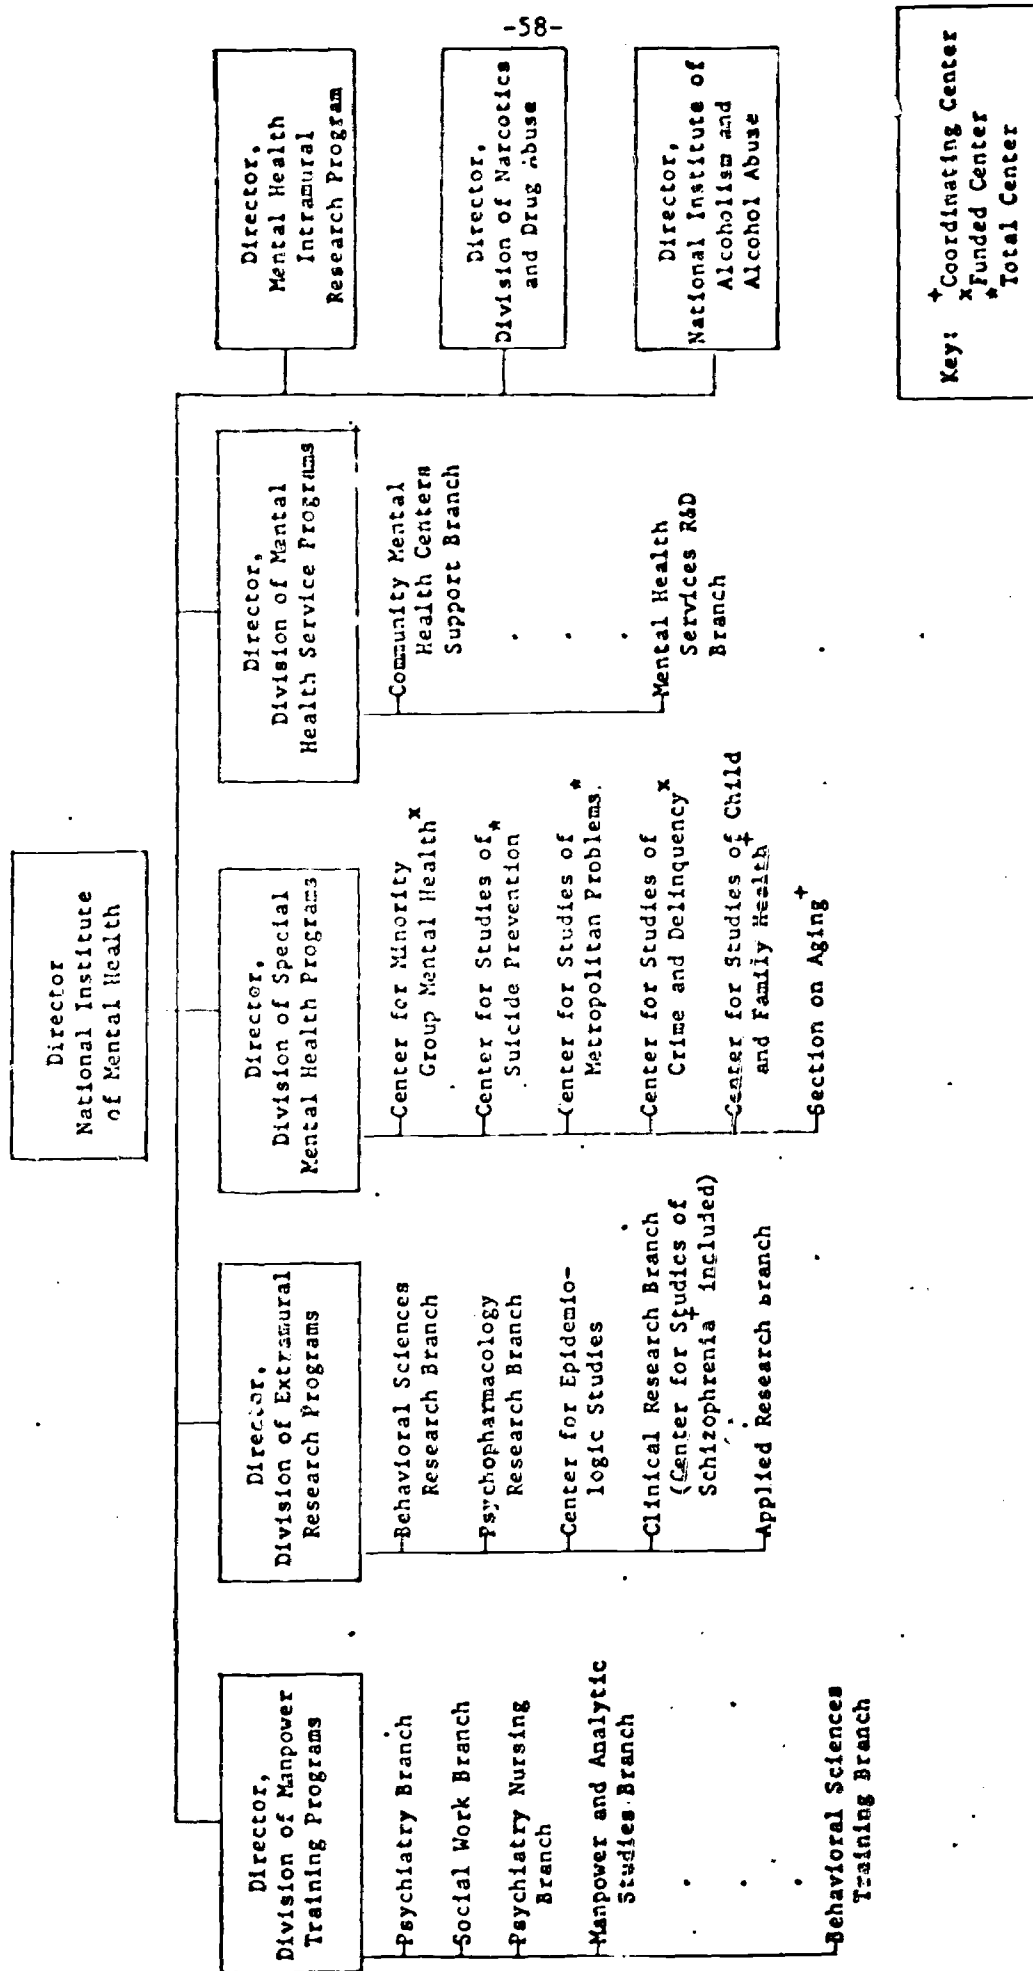 -58-
Director
National Institute
of Mental Health
Director,
Division of Manpower
Training Programs
Psychiatry Branch
Social Work Branch
Psychiatry Nursing
Branch
Manpower and Analytic
Studies Branch
Behavioral Sciences
Training Branch
Director,
Division of Extramural
Research Programs
Behavioral Sciences
Research Branch
Psychopharmacology
Research Branch
Center for Epidemio-
logic Studies
Clinical Research Branch
(Center for Studies of
Schizophrenia+ included)
Applied Research Branch
Director,
Division of Special
Mental Health Programs
Center for Minority
Group Mental Health x
Center for Studies of
Suicide Prevention *
Center for Studies of
Metropolitan Problems *
Center for Studies of
Crime and Delinquency x
Center for Studies of Child
and Family Health +
Section on Aging +
Director,
Division of Mental
Health Service Programs
Community Mental
Health Centers
Support Branch
Mental Health
Services R&D
Branch
Director,
Mental Health
Intramural
Research Program
Director,
Division of Narcotics
and Drug Abuse
Director,
National Institute of
Alcoholism and
Alcohol Abuse
Key: + Coordinating Center
x Funded Center
* Total Center